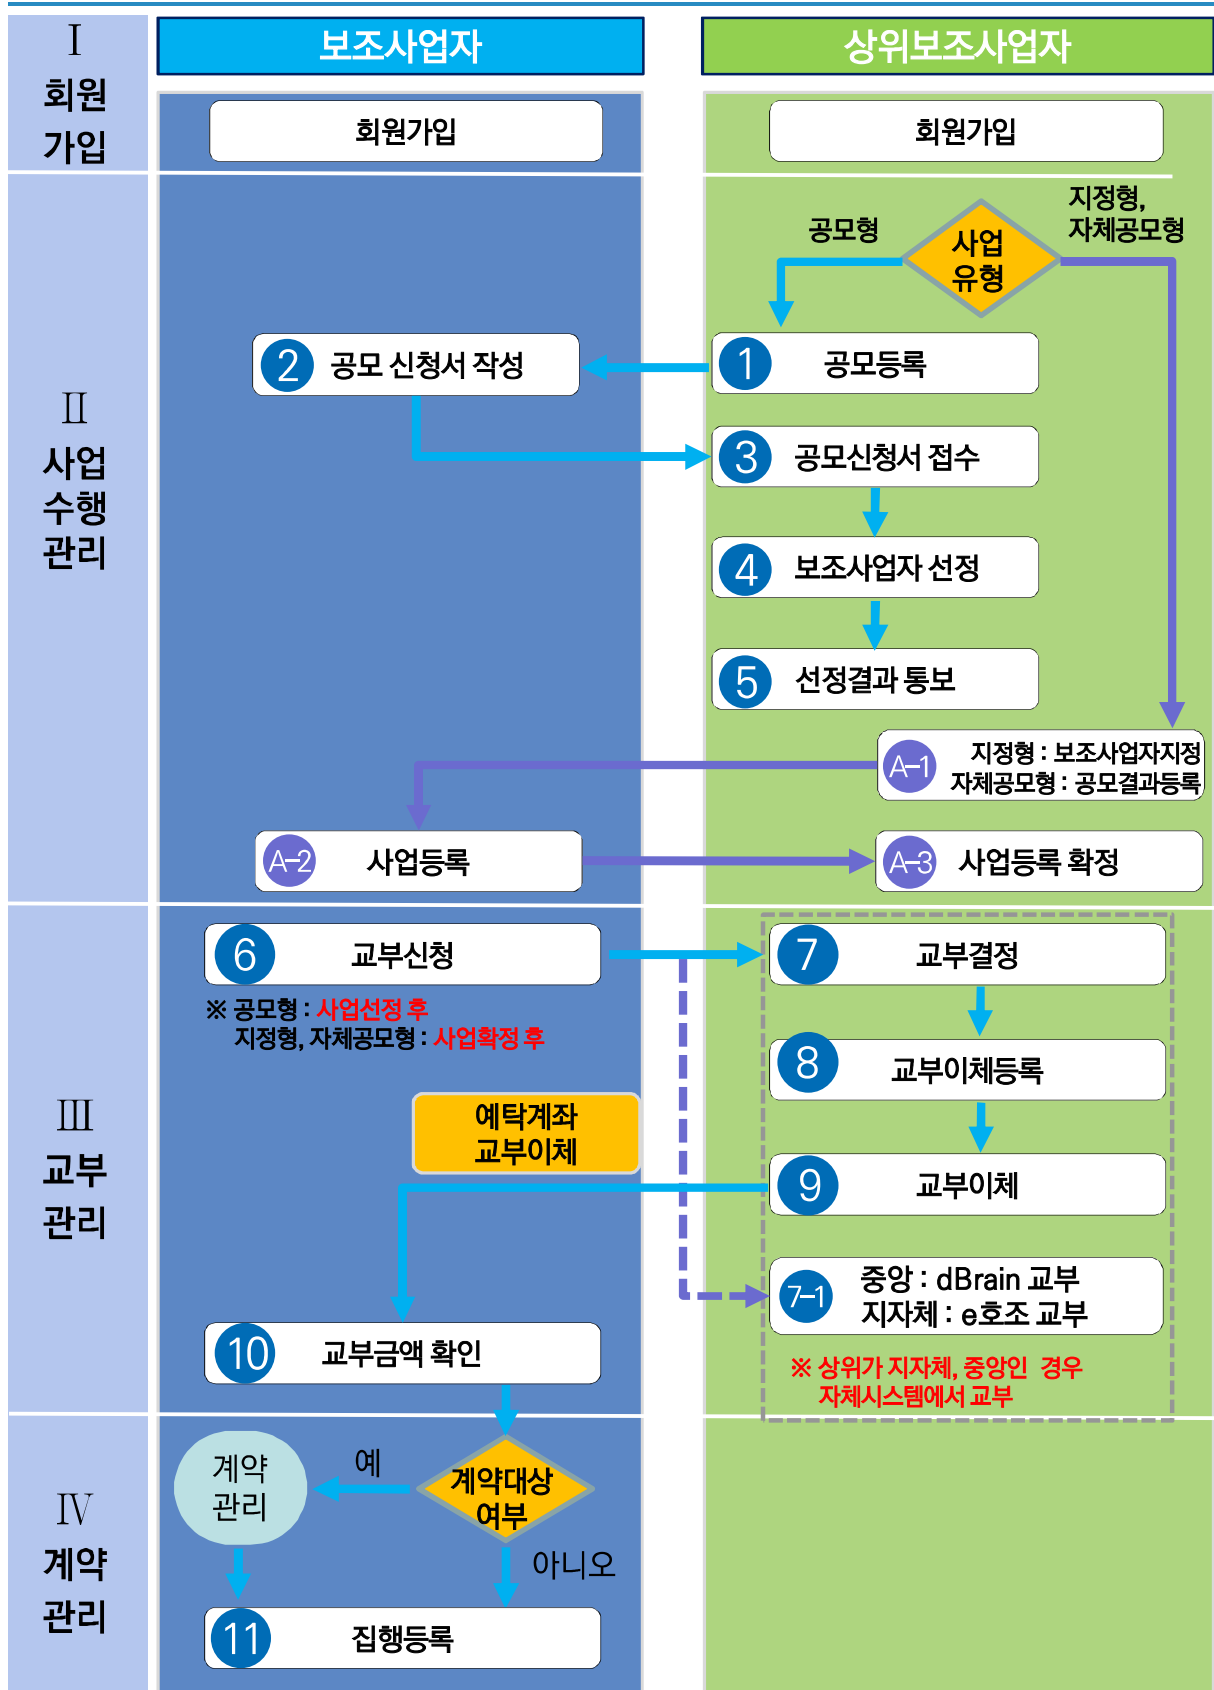 Ⅰ
회원
가입
보조사업자
상위보조사업자
회원가입
회원가입
Ⅱ
사업
수행
관리
공모형
사업
유형
지정형,
자체공모형
1 공모등록
2 공모 신청서 작성
3 공모신청서 접수
4 보조사업자 선정
5 선정결과 통보
A-1 지정형 : 보조사업자지정
자체공모형 : 공모결과등록
A-2 사업등록
A-3 사업등록 확정
Ⅲ
교부
관리
6 교부신청
※ 공모형 : 사업선정 후
지정형, 자체공모형 : 사업확정 후
7 교부결정
8 교부이체등록
예탁계좌
교부이체
9 교부이체
7-1 중앙 : dBrain 교부
지자체 : e호조 교부
※ 상위가 지자체, 중앙인 경우
자체시스템에서 교부
10 교부금액 확인
Ⅳ
계약
관리
계약대상
여부
예
계약
관리
아니오
11 집행등록